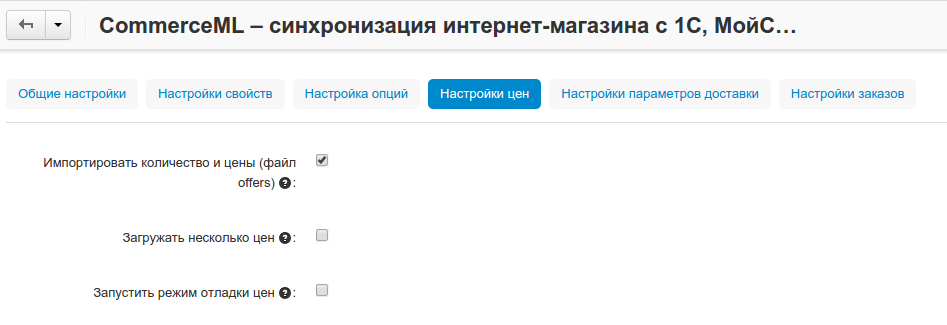 CommerceML – синхронизация интернет-магазина с 1С, МойС…
Общие настройки Настройки свойств Настройка опций Настройки цен Настройки параметров доставки Настройки заказов
Импортировать количество и цены (файл
offers) ?:
Загружать несколько цен ?:
Запустить режим отладки цен ?: